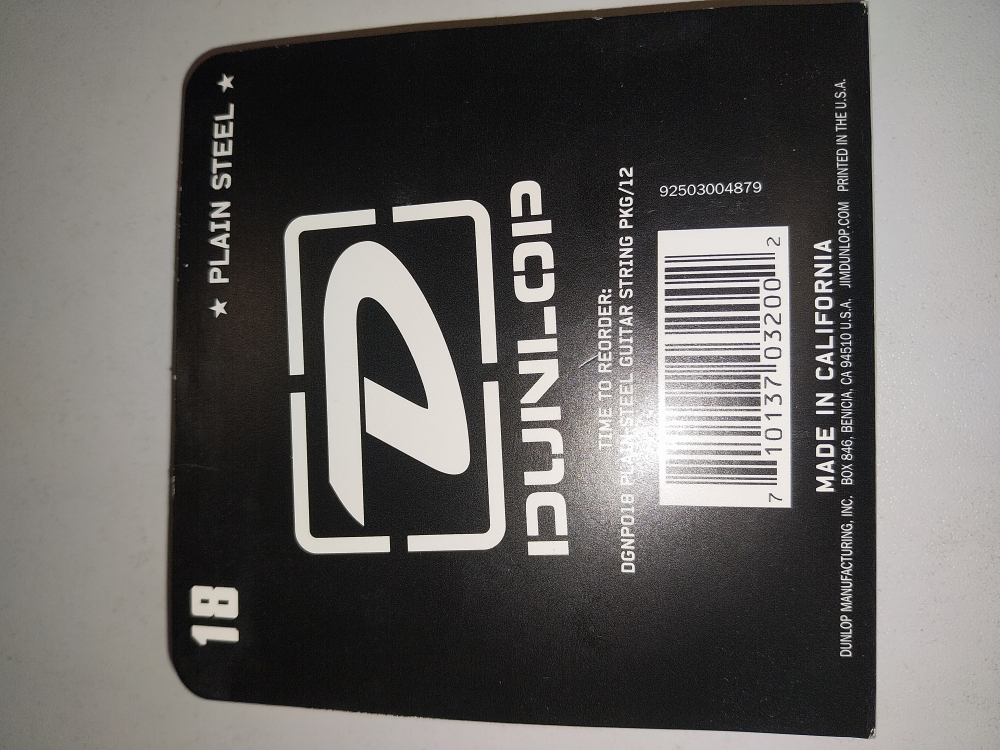 18 ★ PLAIN STEEL ★
DUNLOP
TIME TO REORDER:
DGNP018 PLAIN STEEL GUITAR STRING PKG/12
92503004879
7 10137 03200 2
MADE IN CALIFORNIA
DUNLOP MANUFACTURING, INC. BOX 846, BENICIA, CA 94510 U.S.A. JIMDUNLOP.COM PRINTED IN THE U.S.A.